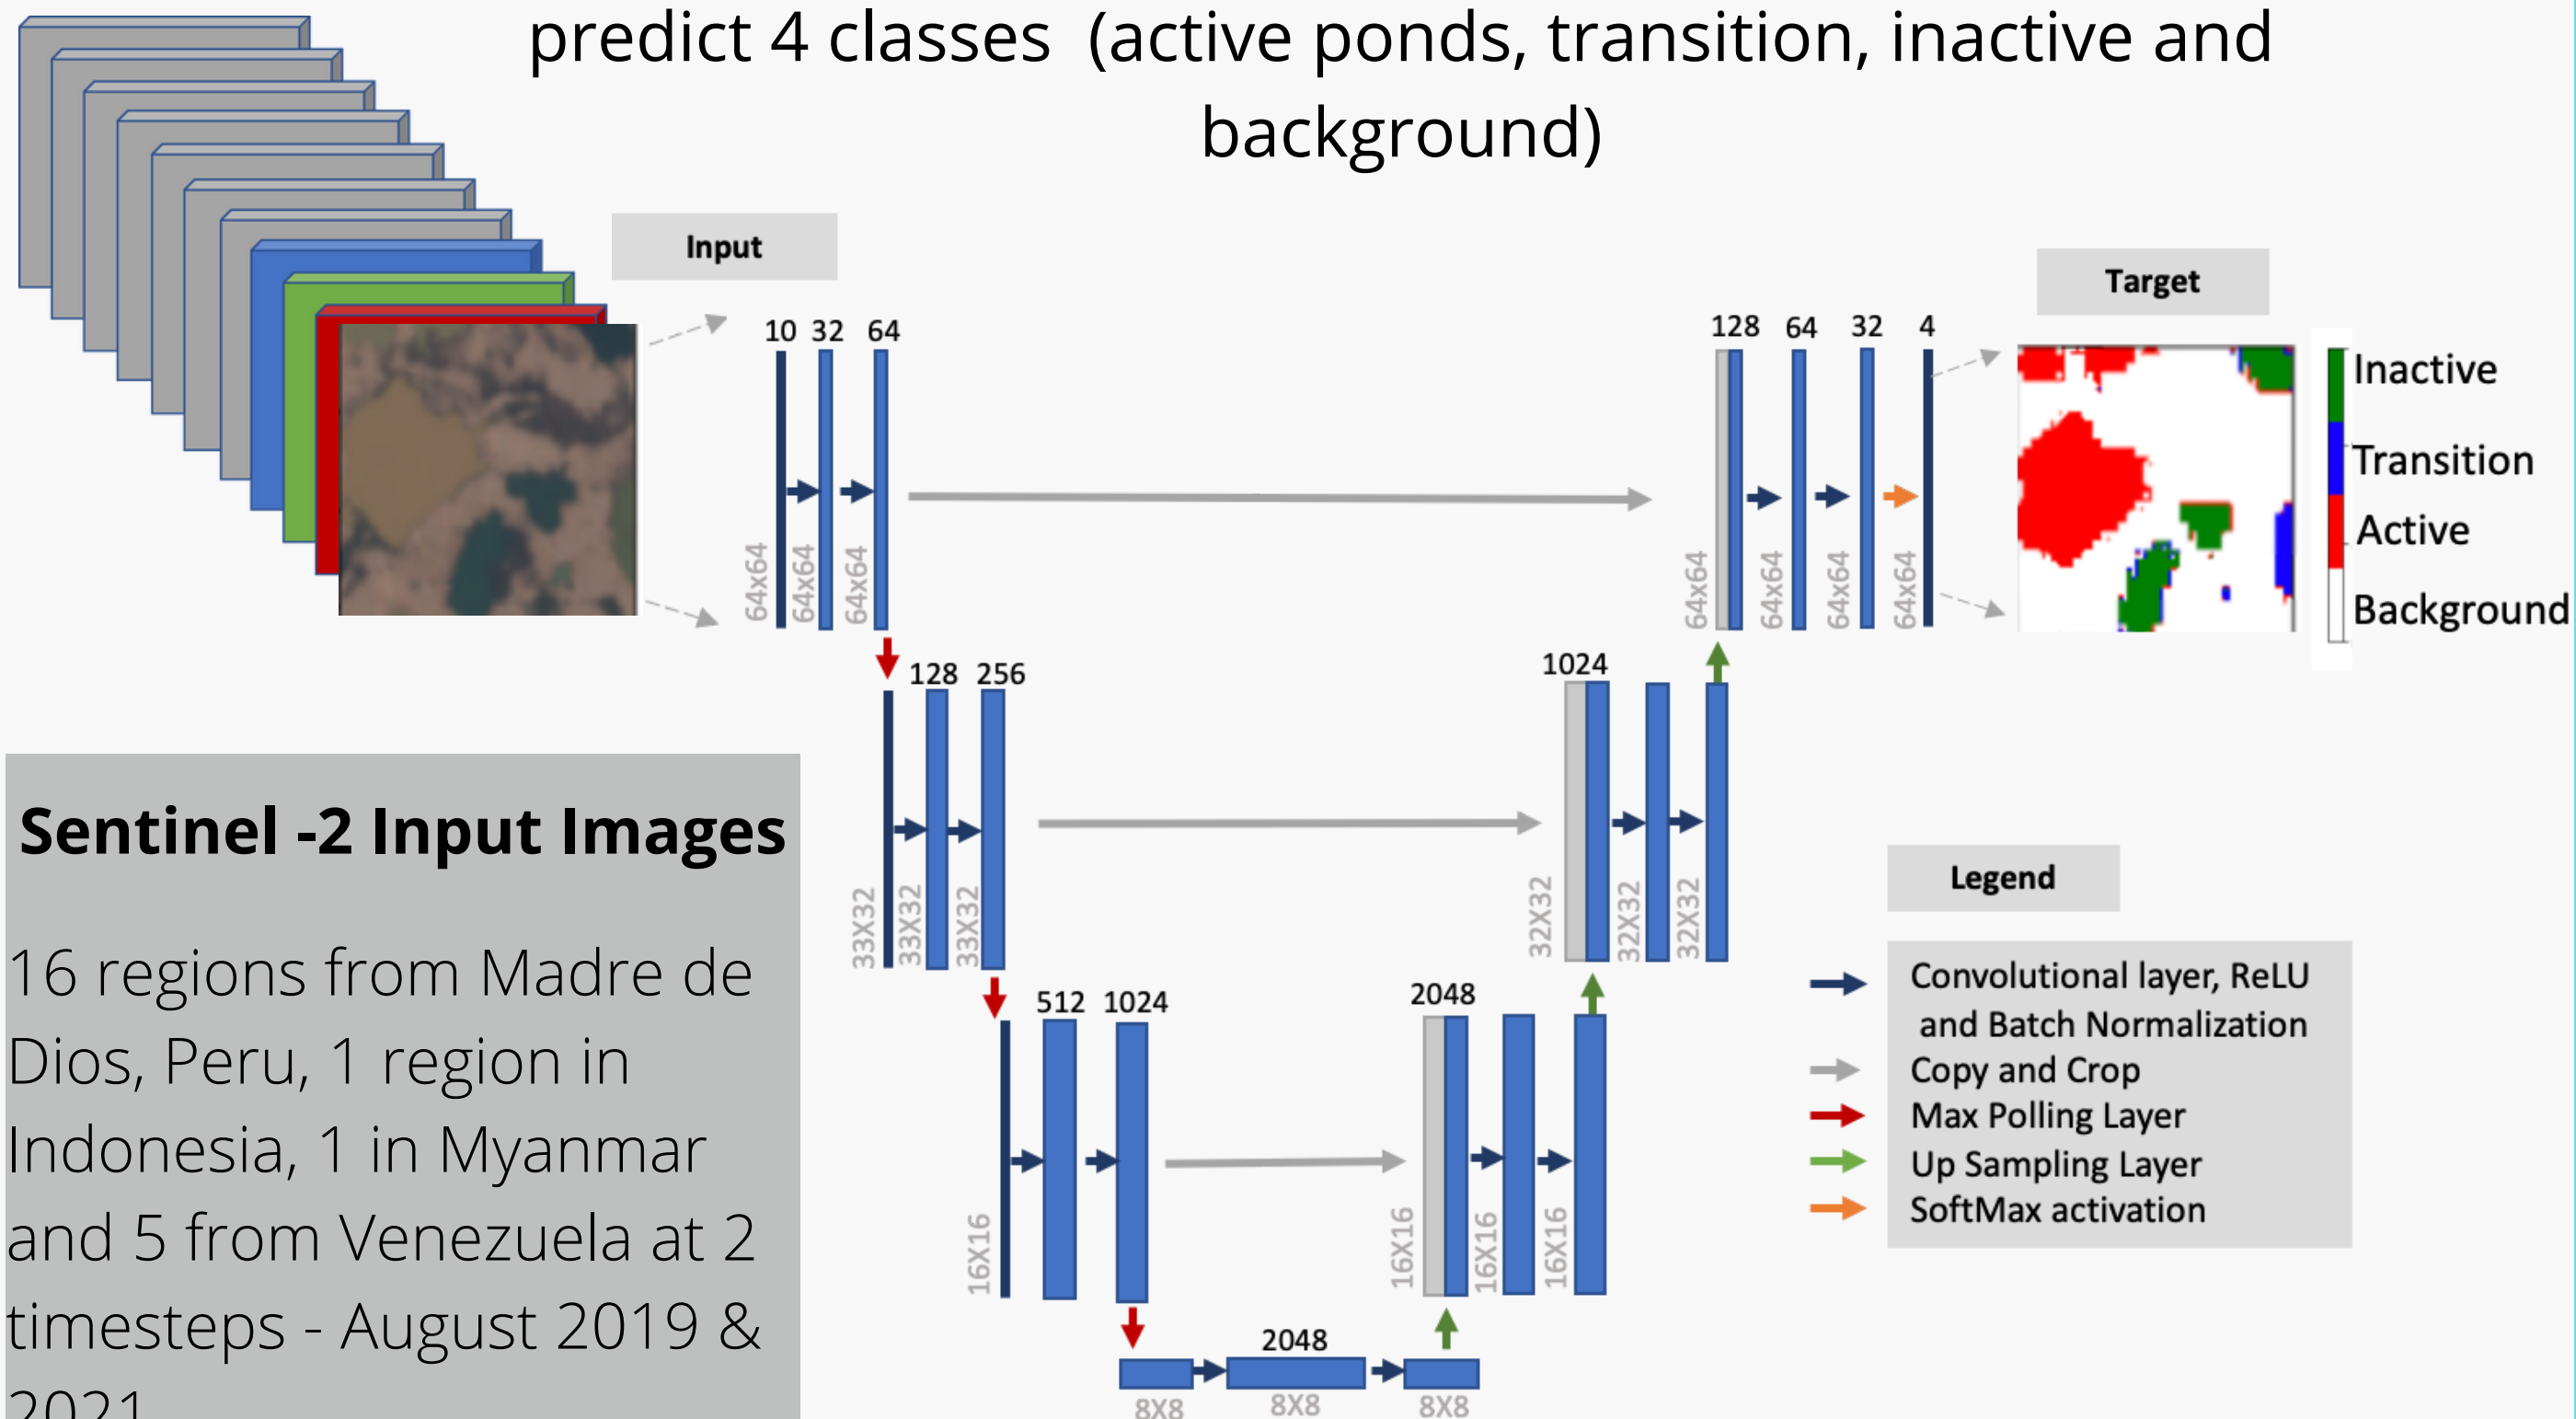 predict 4 classes (active ponds, transition, inactive and
background)
Input
10 32 64
64x64 64x64 64x64
128 256
33X32 33X32 33X32
512 1024
16X16
2048
8X8 8X8 8X8
2048
16X16 16X16 16X16
1024
32X32 32X32 32X32
128 64 32 4
64x64 64x64 64x64 64x64
Target
Inactive
Transition
Active
Background
Sentinel -2 Input Images
16 regions from Madre de
Dios, Peru, 1 region in
Indonesia, 1 in Myanmar
and 5 from Venezuela at 2
timesteps - August 2019 &
2021
Legend
Convolutional layer, ReLU
and Batch Normalization
Copy and Crop
Max Polling Layer
Up Sampling Layer
SoftMax activation